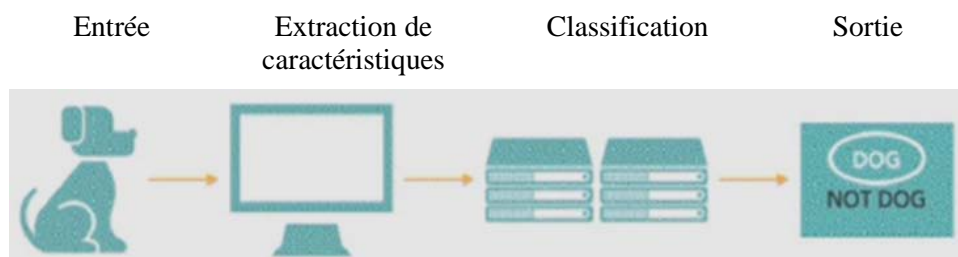 Entrée
Extraction de
caractéristiques
Classification
Sortie
DOG
NOT DOG